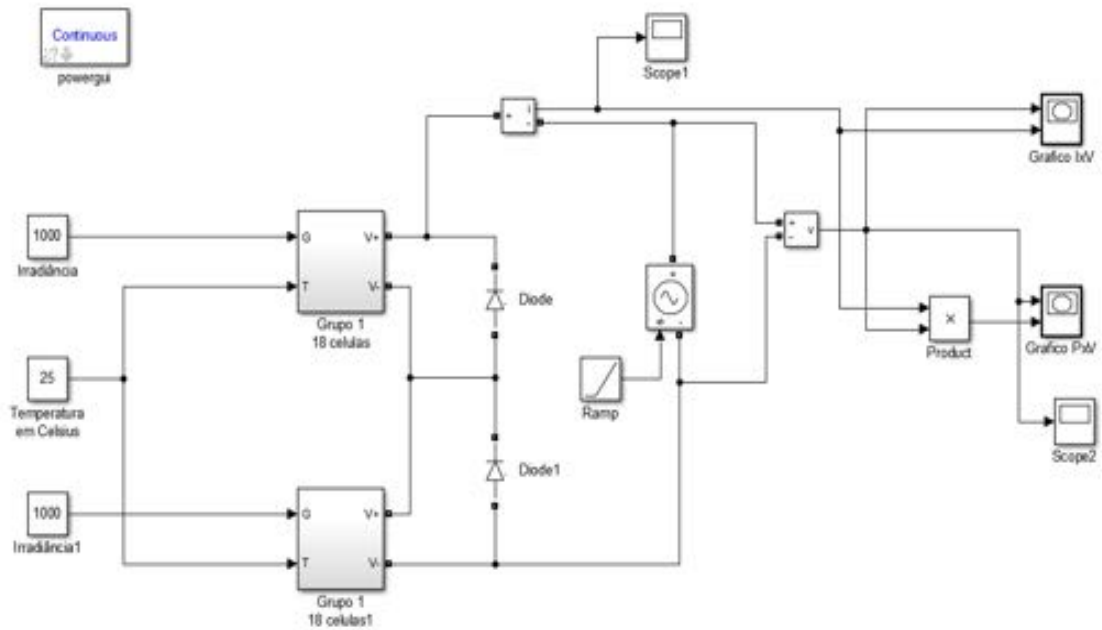 Continuous
powergui
Scope1
Grafico IxV
1000
Irradiância
G
V+
T
V-
Grupo 1
18 celulas
Diode
+
i
-
+
-
v
Ramp
Product
Grafico PxV
Scope2
25
Temperatura
em Celsius
1000
Irradiância1
G
V+
T
V-
Grupo 1
18 celulas1
Diode1